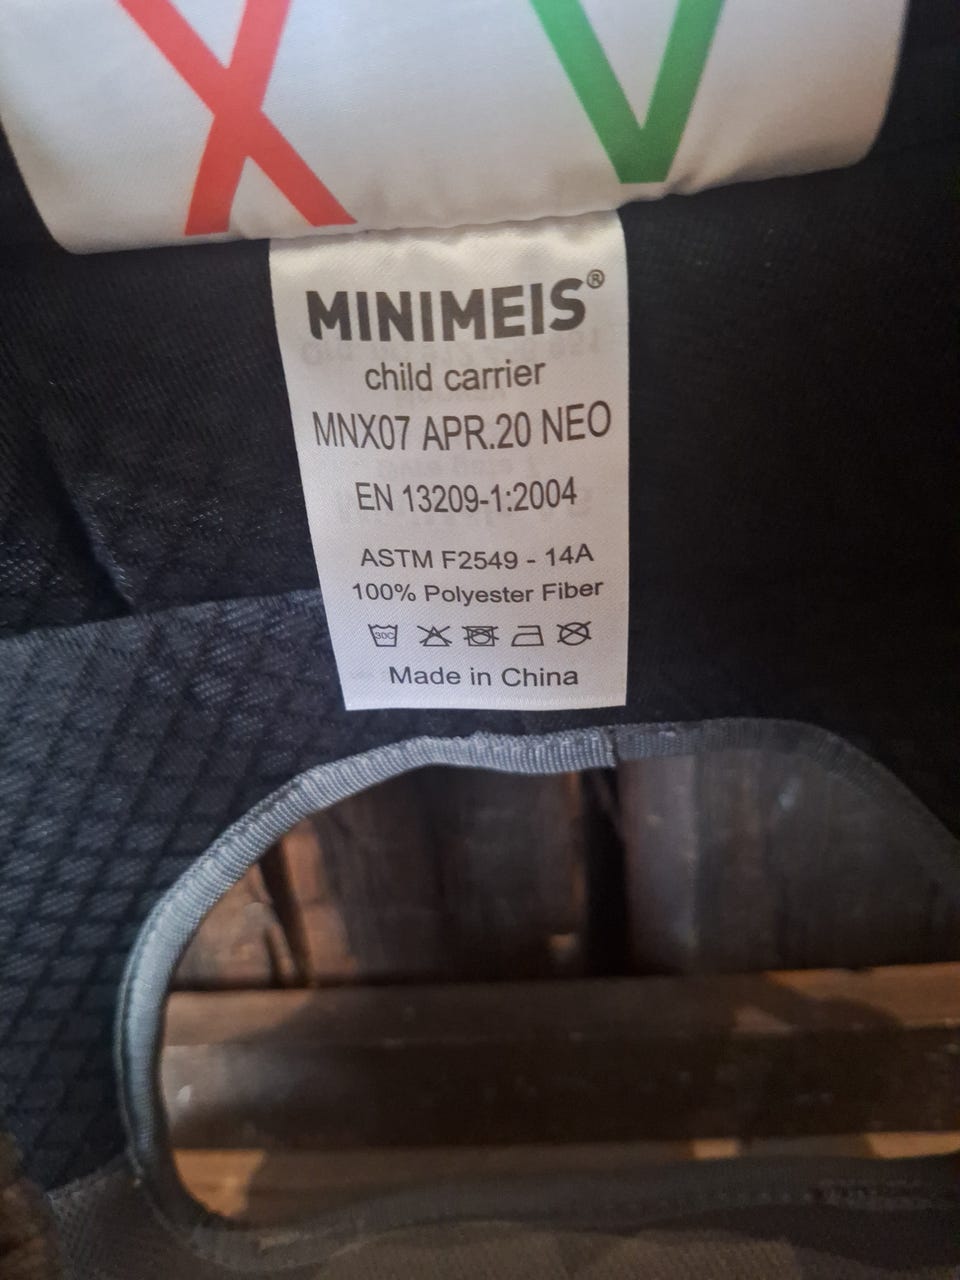 MINIMEIS®
child carrier
MNX07 APR.20 NEO
EN 13209-1:2004
ASTM F2549 - 14A
100% Polyester Fiber
30C
Made in China